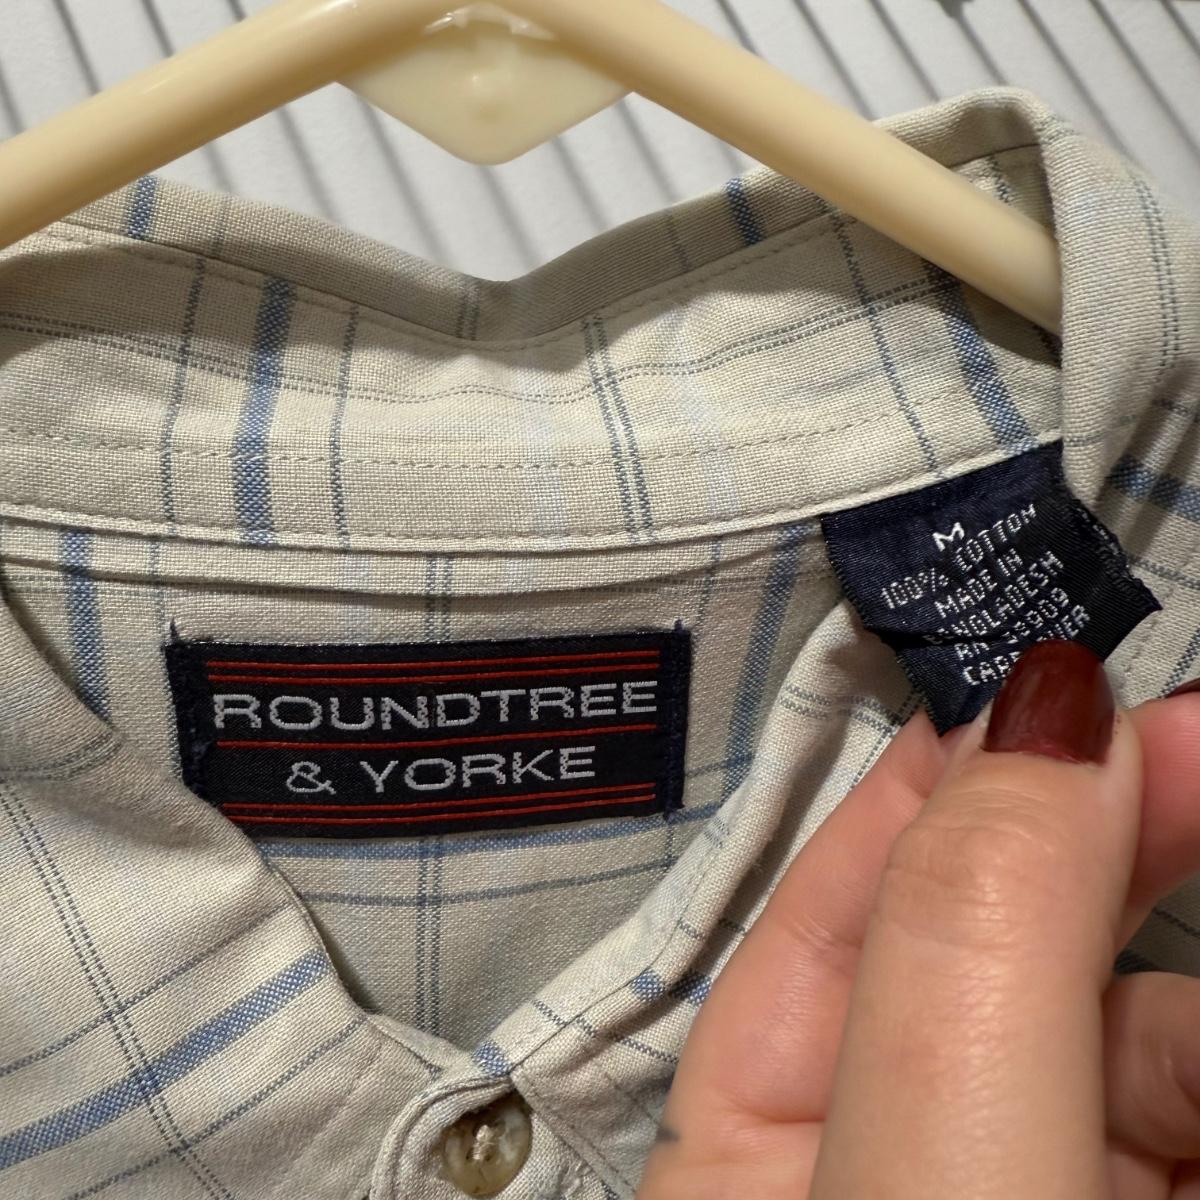 ROUNDTREE
& YORKE
M
100% COTTON
MADE IN